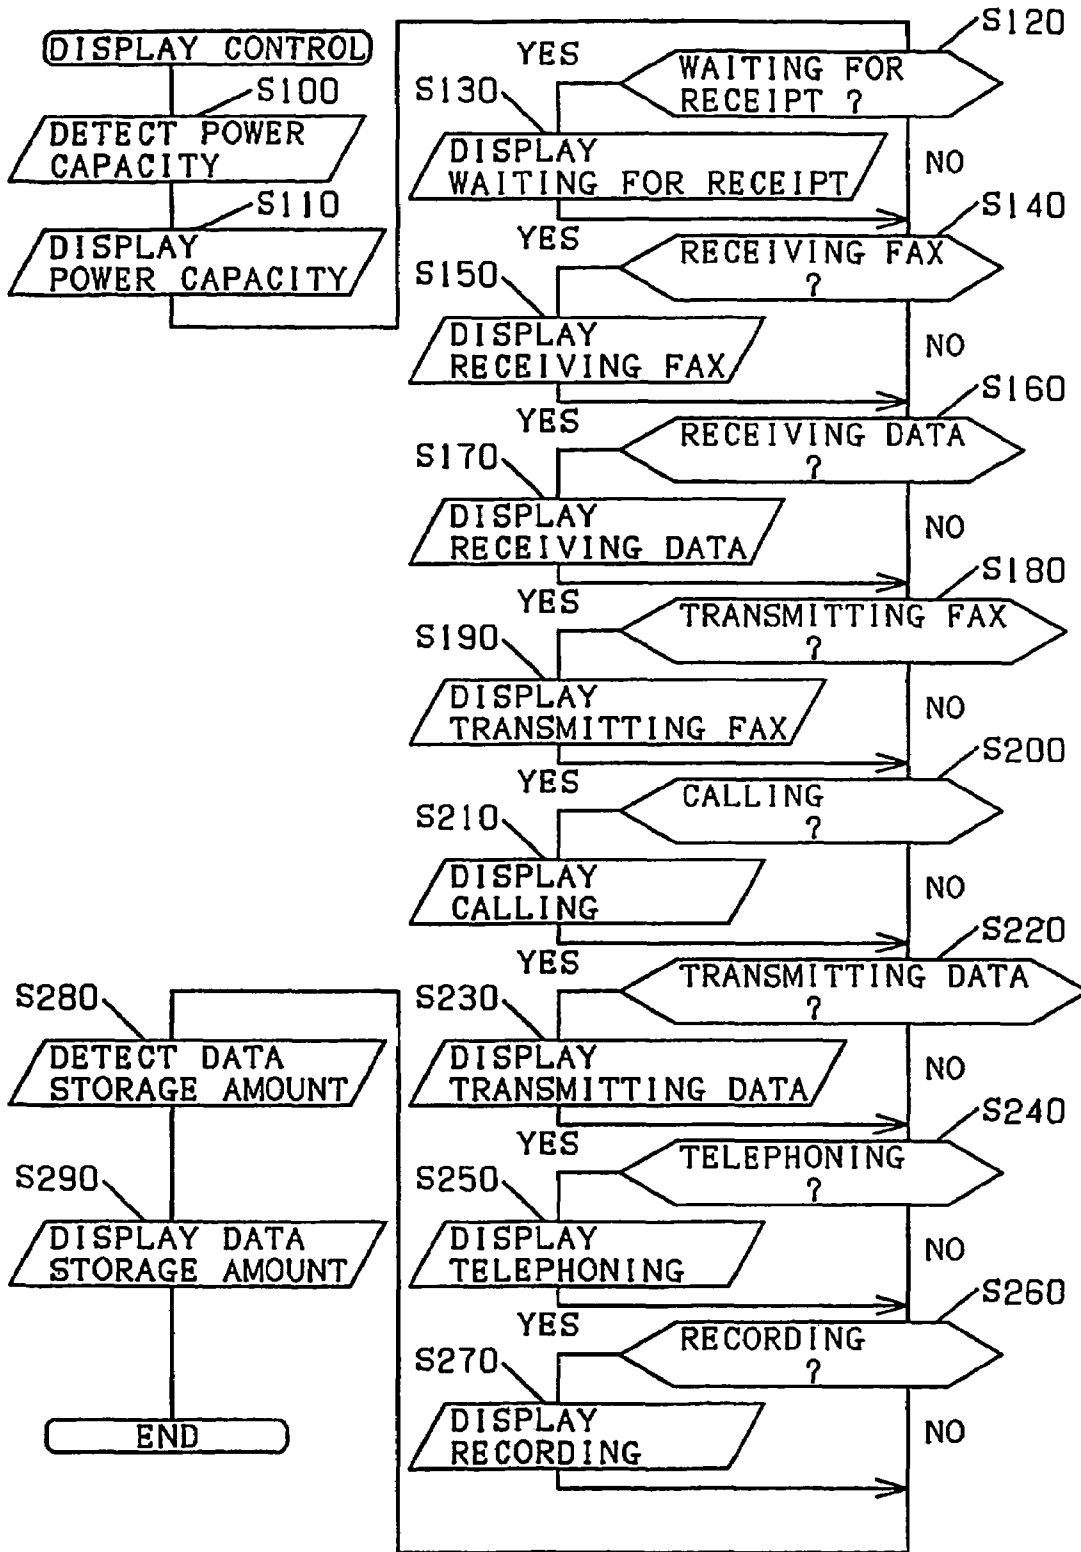 DISPLAY CONTROL
S100
DETECT POWER
CAPACITY
S110
DISPLAY
POWER CAPACITY
S120
WAITING FOR
RECEIPT ?
YES
NO
S130
DISPLAY
WAITING FOR RECEIPT
S140
RECEIVING FAX
?
YES
NO
S150
DISPLAY
RECEIVING FAX
S160
RECEIVING DATA
?
YES
NO
S170
DISPLAY
RECEIVING DATA
S180
TRANSMITTING FAX
?
YES
NO
S190
DISPLAY
TRANSMITTING FAX
S200
CALLING
?
YES
NO
S210
DISPLAY
CALLING
S220
TRANSMITTING DATA
?
YES
NO
S230
DISPLAY
TRANSMITTING DATA
S240
TELEPHONING
?
YES
NO
S250
DISPLAY
TELEPHONING
S260
RECORDING
?
YES
NO
S270
DISPLAY
RECORDING
S280
DETECT DATA
STORAGE AMOUNT
S290
DISPLAY DATA
STORAGE AMOUNT
END